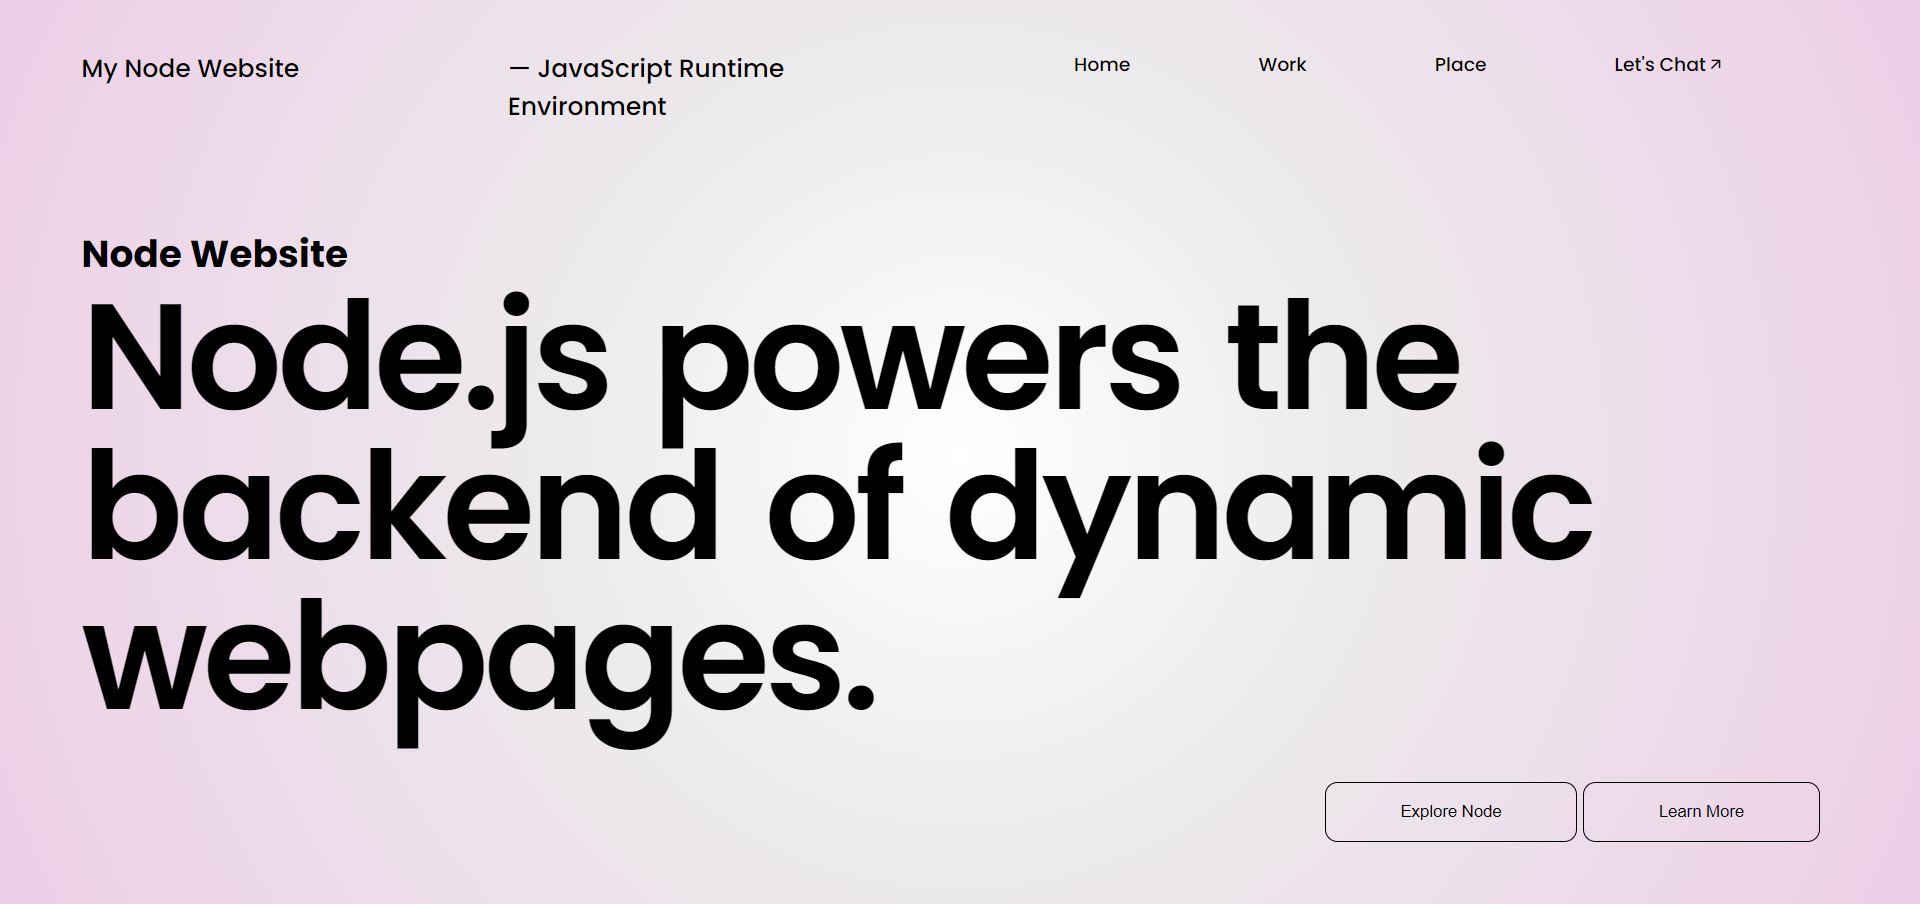 My Node Website
— JavaScript Runtime
Environment
Home
Work
Place
Let's Chat ↗
Node Website
Node.js powers the
backend of dynamic
webpages.
Explore Node
Learn More